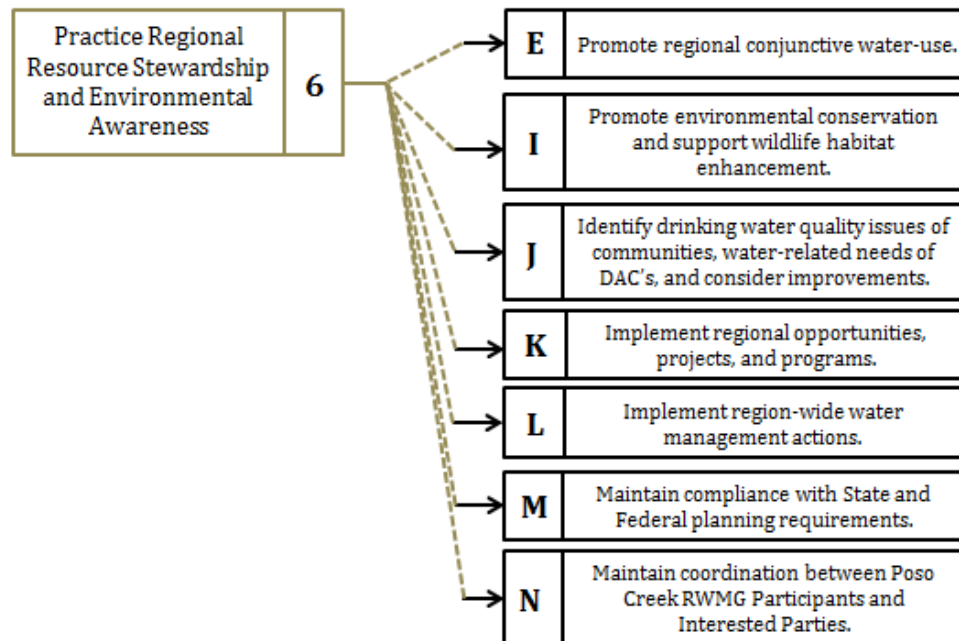 Practice Regional
Resource Stewardship
and Environmental
Awareness
6
E
Promote regional conjunctive water-use.
I
Promote environmental conservation
and support wildlife habitat
enhancement.
J
Identify drinking water quality issues of
communities, water-related needs of
DAC's, and consider improvements.
K
Implement regional opportunities,
projects, and programs.
L
Implement region-wide water
management actions.
M
Maintain compliance with State and
Federal planning requirements.
N
Maintain coordination between Poso
Creek RWMG Participants and
Interested Parties.